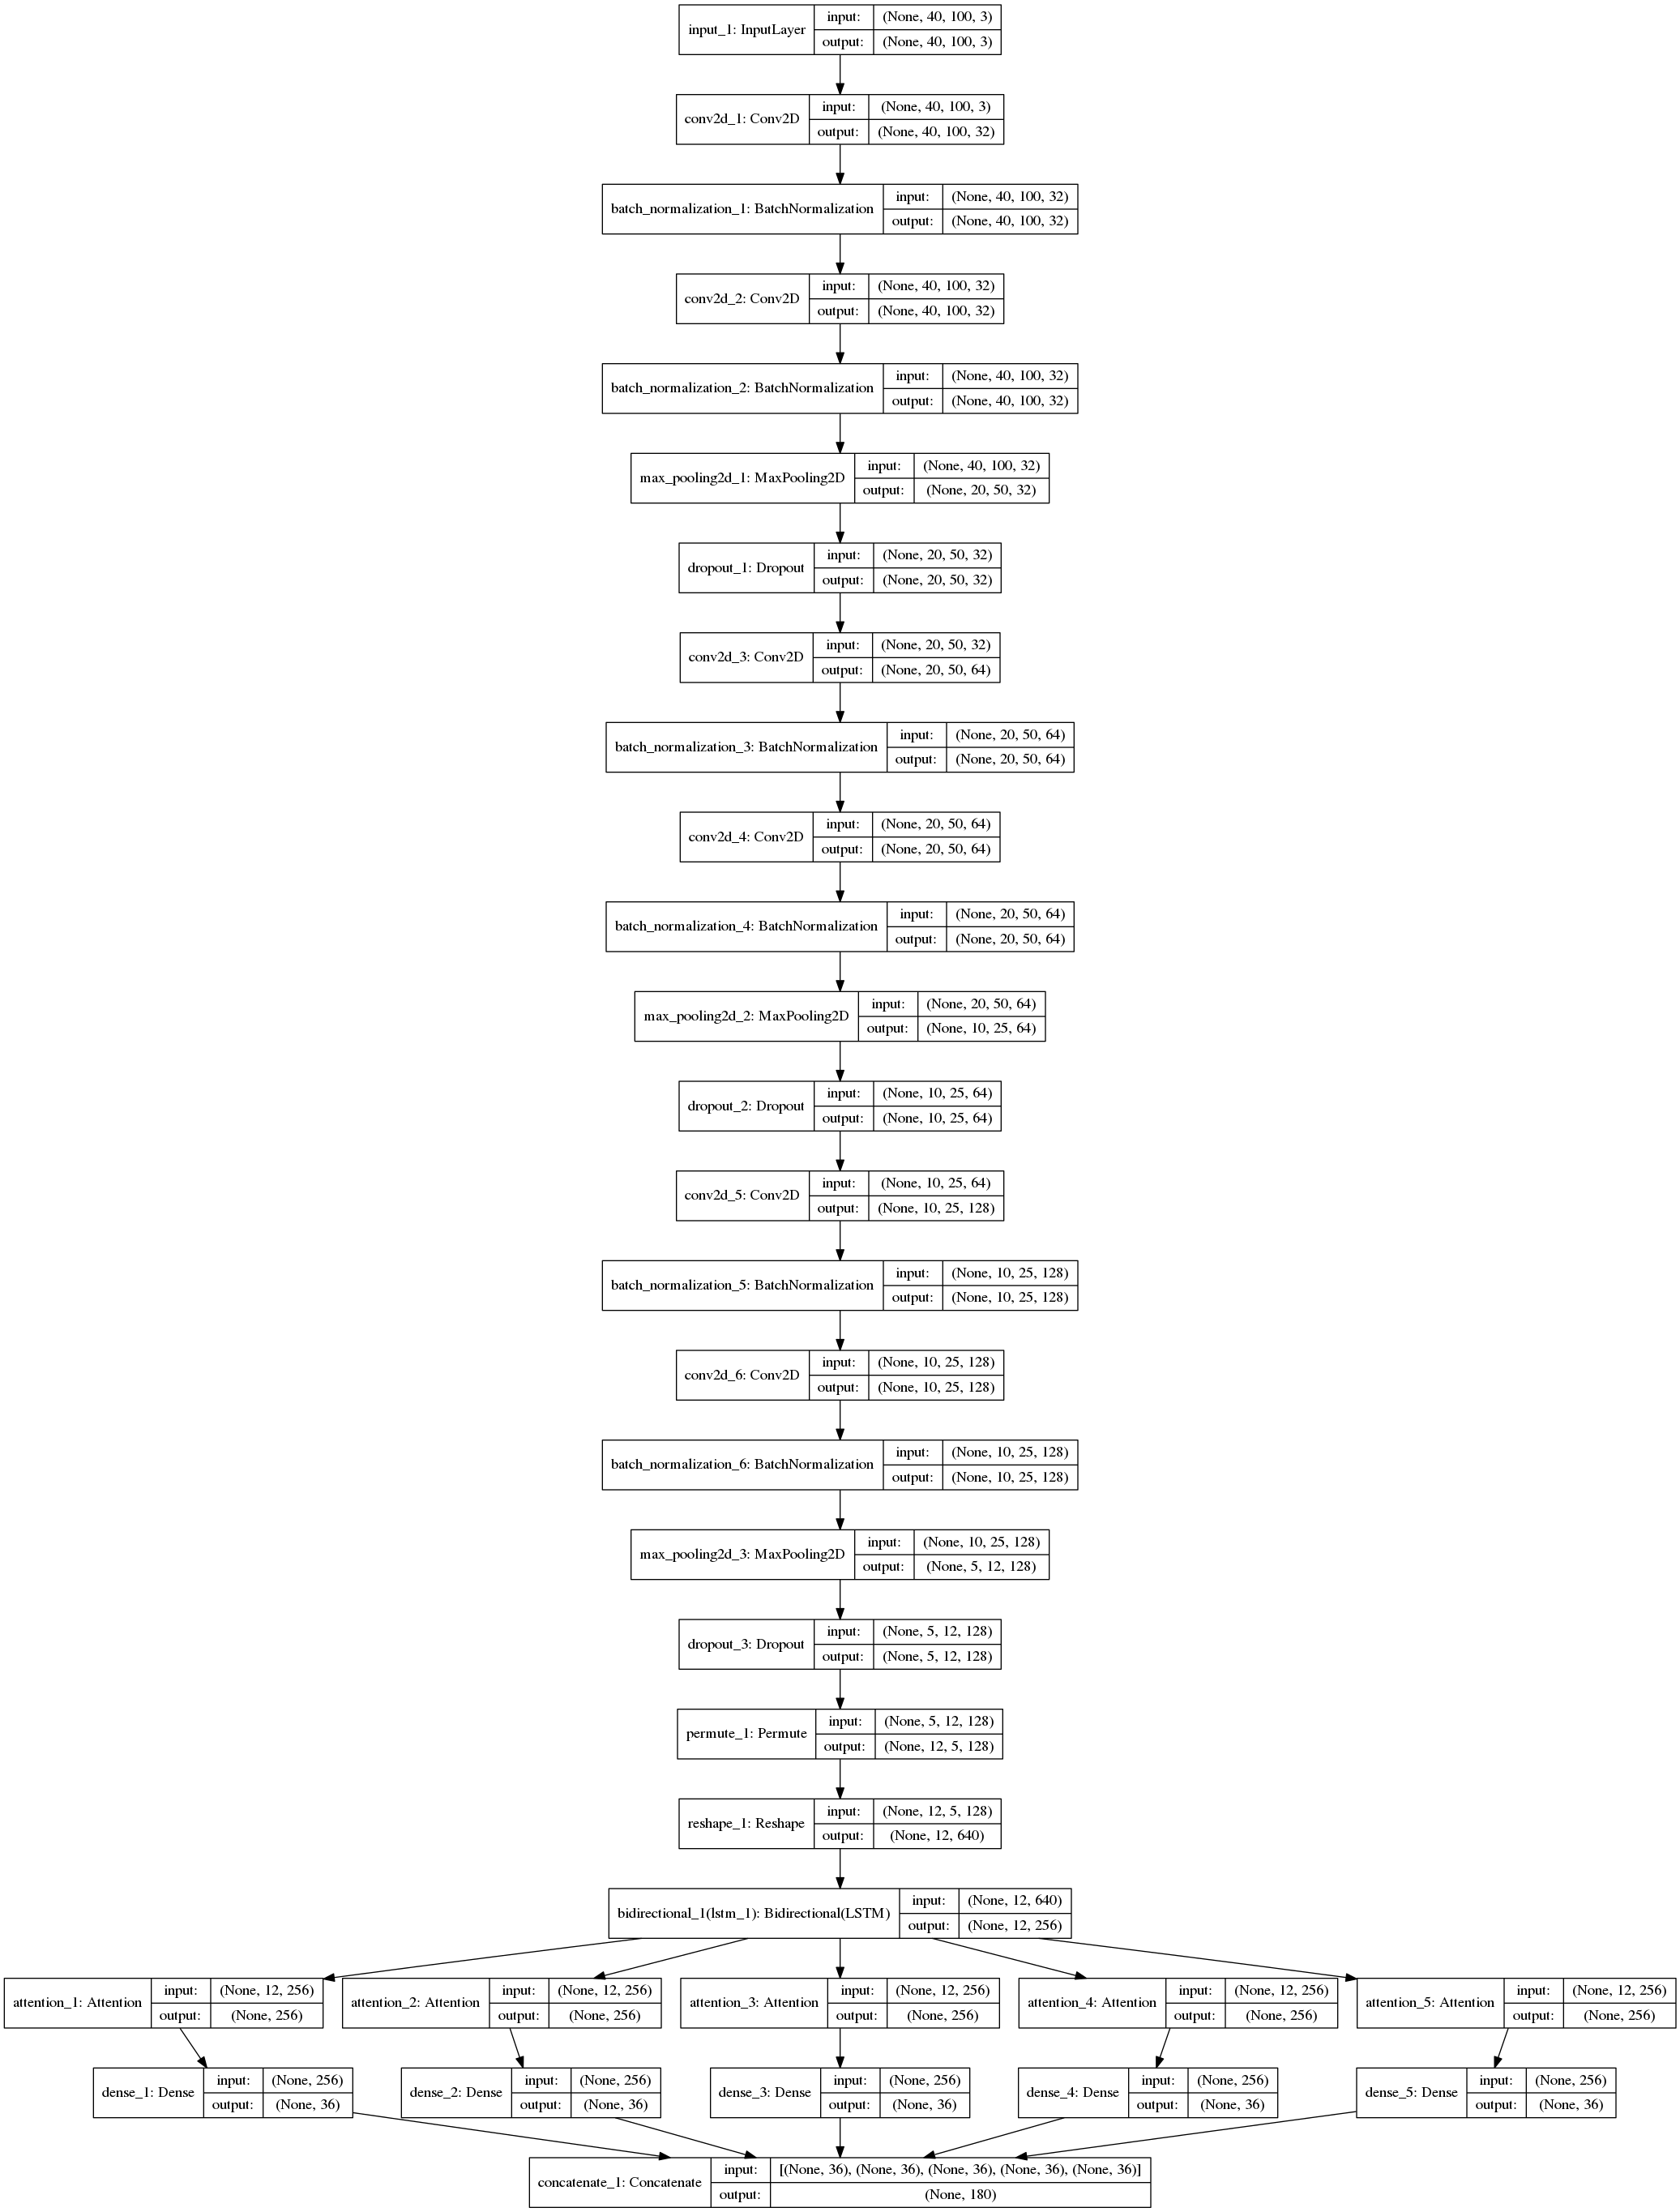 input_1: InputLayer input: (None, 40, 100, 3)
output: (None, 40, 100, 3)
conv2d_1: Conv2D input: (None, 40, 100, 3)
output: (None, 40, 100, 32)
batch_normalization_1: BatchNormalization input: (None, 40, 100, 32)
output: (None, 40, 100, 32)
conv2d_2: Conv2D input: (None, 40, 100, 32)
output: (None, 40, 100, 32)
batch_normalization_2: BatchNormalization input: (None, 40, 100, 32)
output: (None, 40, 100, 32)
max_pooling2d_1: MaxPooling2D input: (None, 40, 100, 32)
output: (None, 20, 50, 32)
dropout_1: Dropout input: (None, 20, 50, 32)
output: (None, 20, 50, 32)
conv2d_3: Conv2D input: (None, 20, 50, 32)
output: (None, 20, 50, 64)
batch_normalization_3: BatchNormalization input: (None, 20, 50, 64)
output: (None, 20, 50, 64)
conv2d_4: Conv2D input: (None, 20, 50, 64)
output: (None, 20, 50, 64)
batch_normalization_4: BatchNormalization input: (None, 20, 50, 64)
output: (None, 20, 50, 64)
max_pooling2d_2: MaxPooling2D input: (None, 20, 50, 64)
output: (None, 10, 25, 64)
dropout_2: Dropout input: (None, 10, 25, 64)
output: (None, 10, 25, 64)
conv2d_5: Conv2D input: (None, 10, 25, 64)
output: (None, 10, 25, 128)
batch_normalization_5: BatchNormalization input: (None, 10, 25, 128)
output: (None, 10, 25, 128)
conv2d_6: Conv2D input: (None, 10, 25, 128)
output: (None, 10, 25, 128)
batch_normalization_6: BatchNormalization input: (None, 10, 25, 128)
output: (None, 10, 25, 128)
max_pooling2d_3: MaxPooling2D input: (None, 10, 25, 128)
output: (None, 5, 12, 128)
dropout_3: Dropout input: (None, 5, 12, 128)
output: (None, 5, 12, 128)
permute_1: Permute input: (None, 5, 12, 128)
output: (None, 12, 5, 128)
reshape_1: Reshape input: (None, 12, 5, 128)
output: (None, 12, 640)
bidirectional_1(lstm_1): Bidirectional(LSTM) input: (None, 12, 640)
output: (None, 12, 256)
attention_1: Attention input: (None, 12, 256)
output: (None, 256)
attention_2: Attention input: (None, 12, 256)
output: (None, 256)
attention_3: Attention input: (None, 12, 256)
output: (None, 256)
attention_4: Attention input: (None, 12, 256)
output: (None, 256)
attention_5: Attention input: (None, 12, 256)
output: (None, 256)
dense_1: Dense input: (None, 256)
output: (None, 36)
dense_2: Dense input: (None, 256)
output: (None, 36)
dense_3: Dense input: (None, 256)
output: (None, 36)
dense_4: Dense input: (None, 256)
output: (None, 36)
dense_5: Dense input: (None, 256)
output: (None, 36)
concatenate_1: Concatenate input: [(None, 36), (None, 36), (None, 36), (None, 36), (None, 36)]
output: (None, 180)